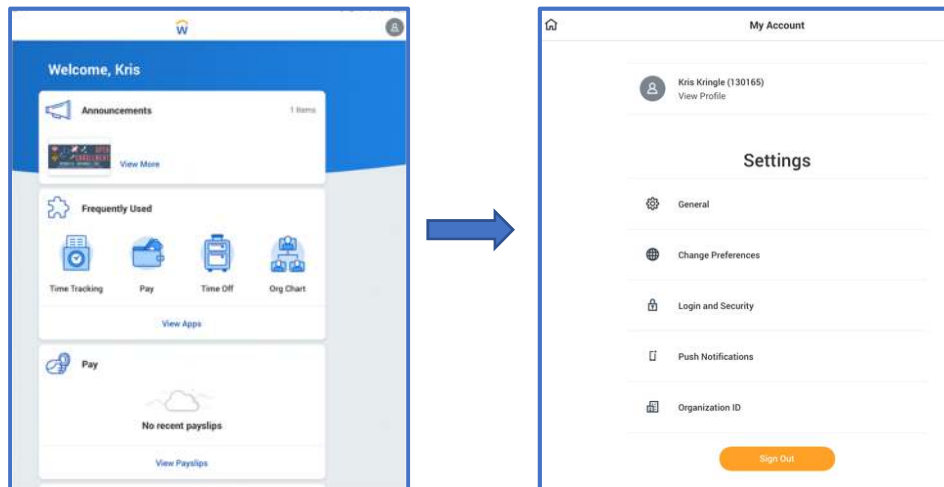 W
Welcome, Kris
Announcements
1 Items
OPEN
ENROLLMENT
View More
Frequently Used
Time Tracking
Pay
Time Off
Org Chart
View Apps
Pay
No recent payslips
View Payslips
My Account
Kris Kringle (130165)
View Profile
Settings
General
Change Preferences
Login and Security
Push Notifications
Organization ID
Sign Out